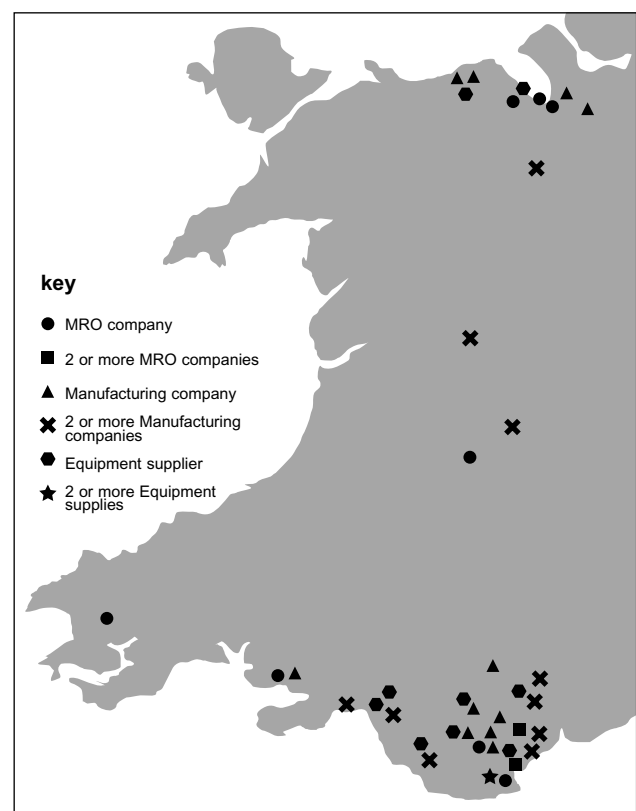 key
MRO company
2 or more MRO companies
Manufacturing company
2 or more Manufacturing
companies
Equipment supplier
2 or more Equipment
supplies